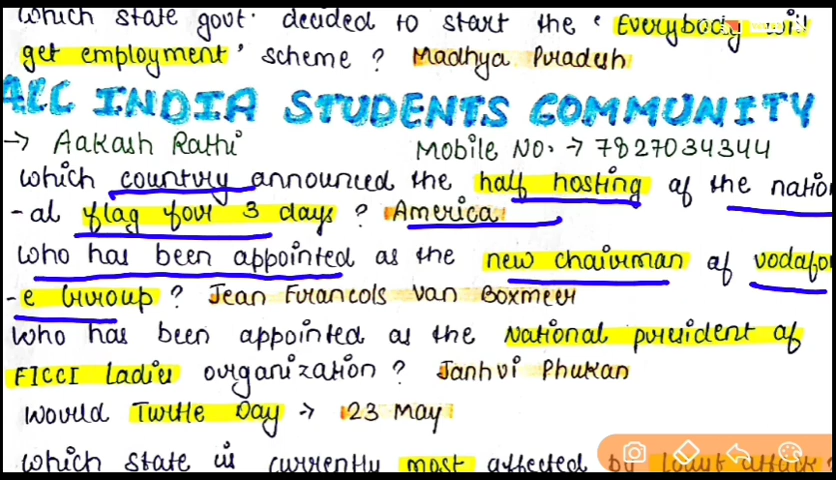 which state govt. decided to start the ' Everybody will
get employment ' scheme ? Madhya Pradesh
ALL INDIA STUDENTS COMMUNITY
→ Aakash Rathi Mobile No. → 7827034344
which country announced the half hosting of the nation
-al flag for 3 days ? America
who has been appointed as the new chairman of vodafon
-e Group ? Jean Francois Van Boxmeer
who has been appointed as the National president of
FICCI Ladies organization ? Janhvi Phukan
World Turtle Day → 23 May
which state is currently most affected by locust attack ?